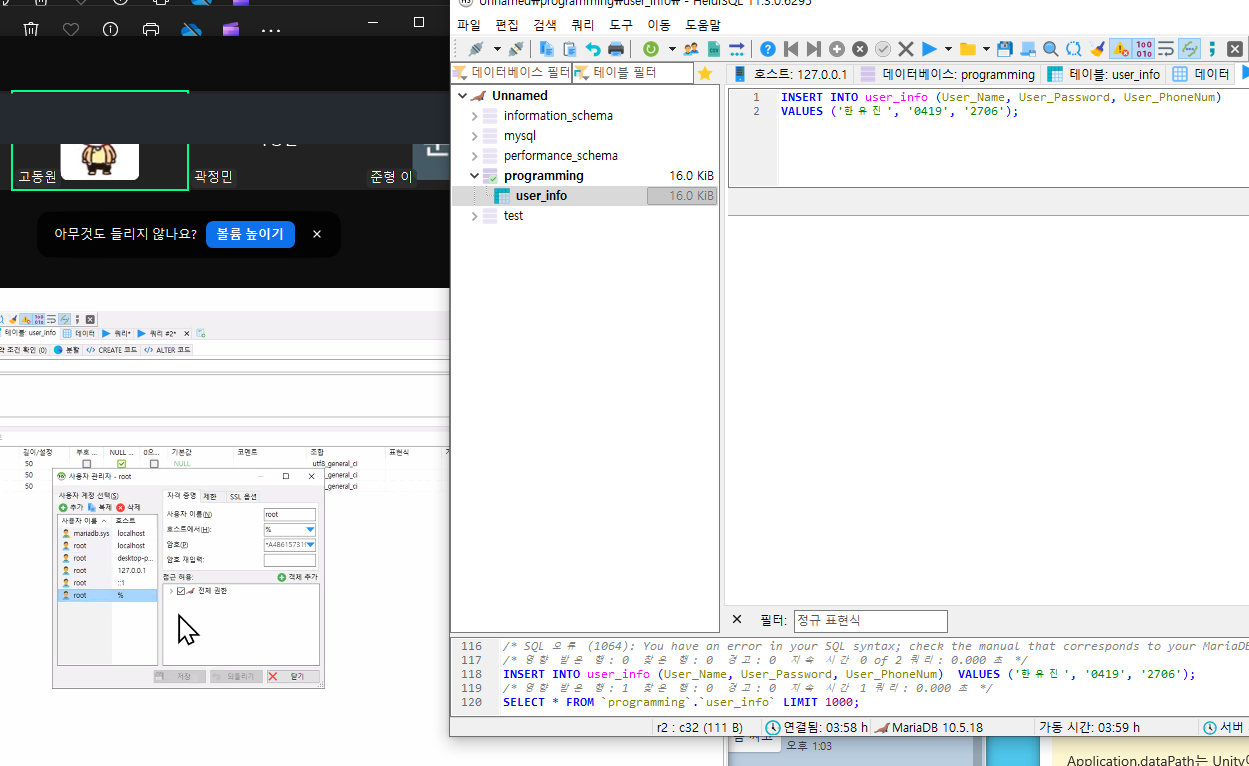 Unnamed\programming\user_info\ - HeidiSQL 11.3.0.6295
파일 편집 검색 쿼리 도구 이동 도움말
데이터베이스 필터 테이블 필터
호스트: 127.0.0.1 데이터베이스: programming 테이블: user_info 데이터
Unnamed
information_schema
mysql
performance_schema
programming 16.0 KiB
user_info 16.0 KiB
test
1 INSERT INTO user_info (User_Name, User_Password, User_PhoneNum)
2 VALUES ('한유진', '0419', '2706');
고동원 곽정민 준형 이
아무것도 들리지 않나요? 볼륨 높이기
테이블: user_info 데이터 쿼리* 쿼리 #2*
약 조건 확인 (0) 분할 CREATE 코드 ALTER 코드
길이/설정 부호 ... NULL ... 0으... 기본값 코멘트 조합 표현식
50 NULL utf8_general_ci
50 _general_ci
50 _general_ci
사용자 관리자 - root
사용자 계정 선택(S)
추가 복제 삭제
사용자 이름 호스트
mariadb.sys localhost
root localhost
root desktop-p...
root 127.0.0.1
root ::1
root %
자격 증명 제한 SSL 옵션
사용자 이름(N) root
호스트에서(H): %
암호(P)
암호 재입력:
접근 허용: 객체 추가
전체 권한
저장 되돌리기 닫기
필터: 정규 표현식
116 /* SQL 오류 (1064): You have an error in your SQL syntax; check the manual that corresponds to your MariaDB
117 /* 영향 받은 행: 0 찾은 행: 0 경고: 0 지속 시간 0 of 2 쿼리: 0.000 초 */
118 INSERT INTO user_info (User_Name, User_Password, User_PhoneNum) VALUES ('한유진', '0419', '2706');
119 /* 영향 받은 행: 1 찾은 행: 0 경고: 0 지속 시간 1 쿼리: 0.000 초 */
120 SELECT * FROM `programming`.`user_info` LIMIT 1000;
r2 : c32 (111 B) 연결됨: 03:58 h MariaDB 10.5.18 가동 시간: 03:59 h 서버
오후 1:03
Application.dataPath는 Unity